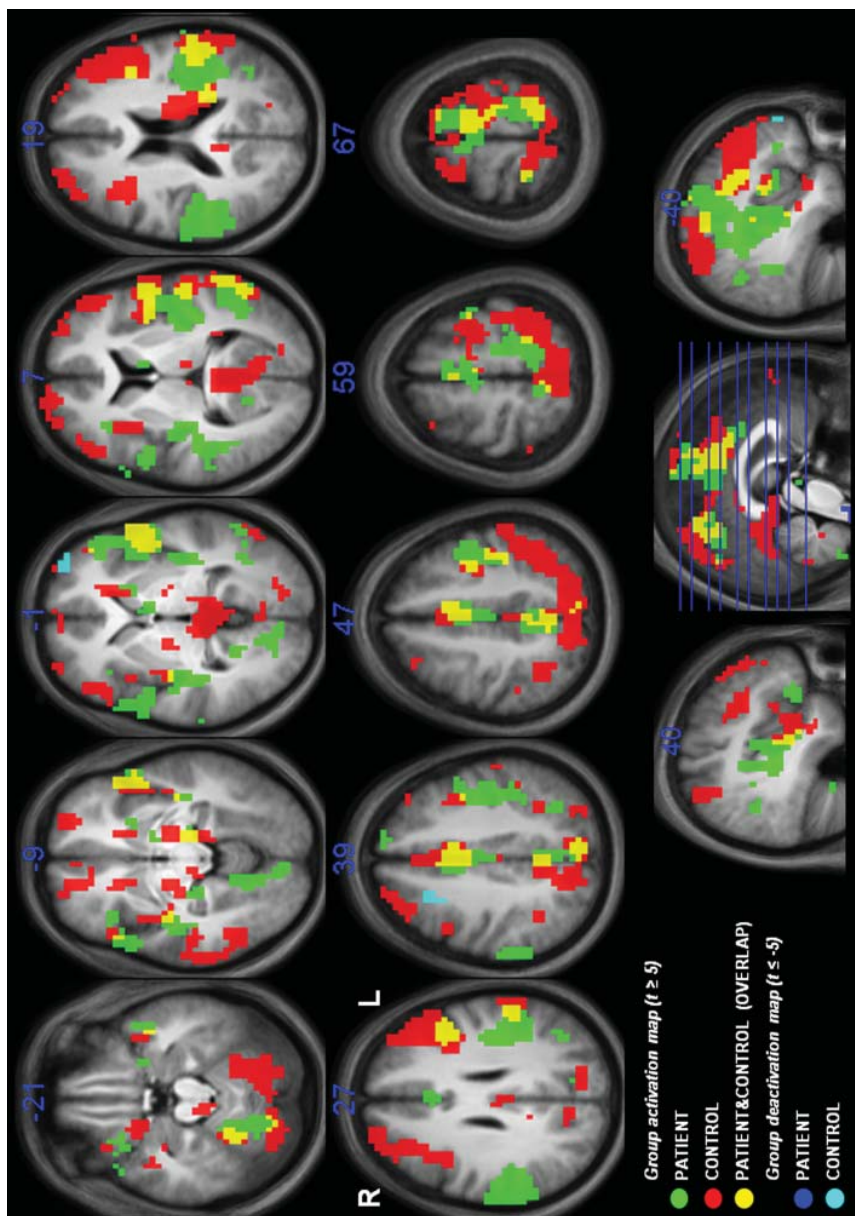 -21 -9 -1 7 19
R 27 L 39 47 59 67
40 -40
Group activation map (t ≥ 5)
PATIENT
CONTROL
PATIENT&CONTROL (OVERLAP)
Group deactivation map (t ≤ -5)
PATIENT
CONTROL